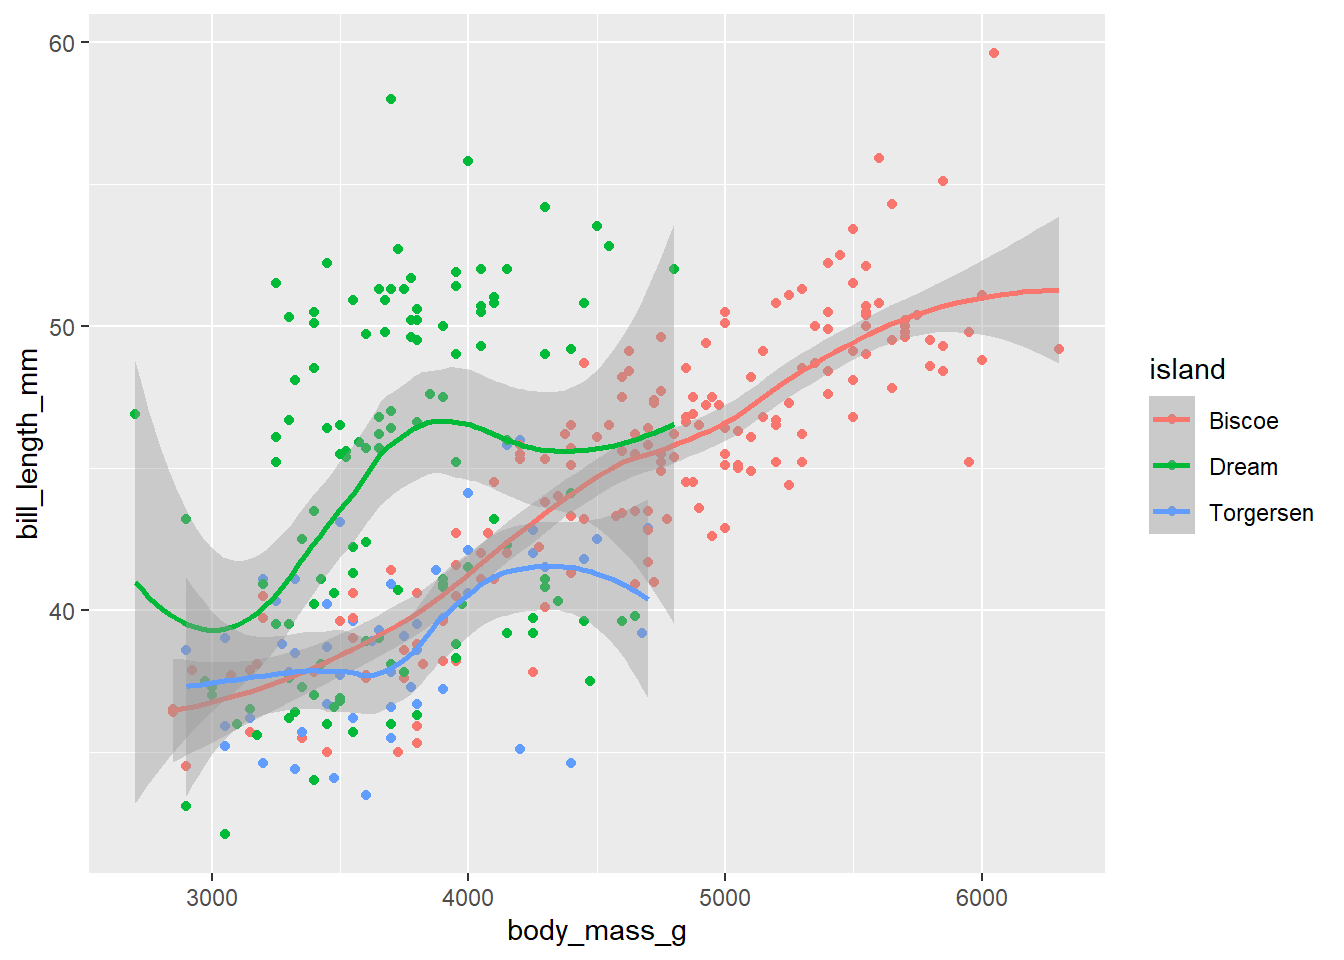 60
50
40
bill_length_mm
3000
4000
5000
6000
body_mass_g
island
Biscoe
Dream
Torgersen